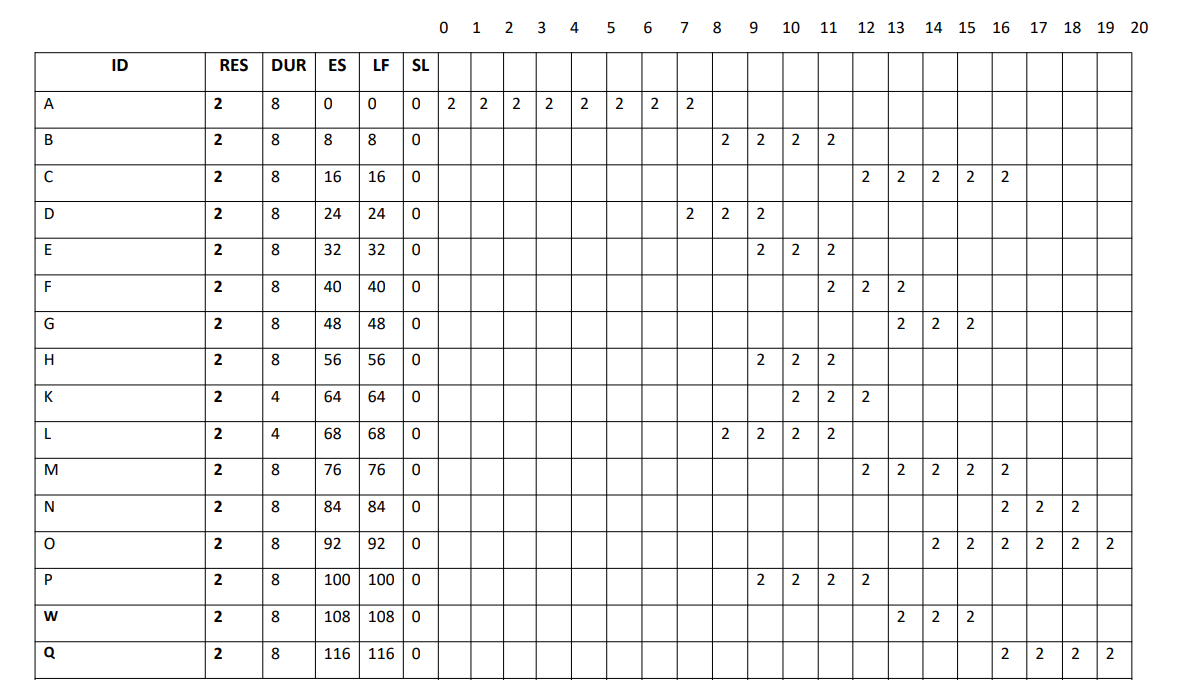 0 1 2 3 4 5 6 7 8 9 10 11 12 13 14 15 16 17 18 19 20
ID RES DUR ES LF SL
A 2 8 0 0 0 2 2 2 2 2 2 2 2
B 2 8 8 8 0 2 2 2 2
C 2 8 16 16 0 2 2 2 2 2
D 2 8 24 24 0 2 2 2
E 2 8 32 32 0 2 2 2
F 2 8 40 40 0 2 2 2
G 2 8 48 48 0 2 2 2
H 2 8 56 56 0 2 2 2
K 2 4 64 64 0 2 2 2
L 2 4 68 68 0 2 2 2 2
M 2 8 76 76 0 2 2 2 2 2
N 2 8 84 84 0 2 2 2
O 2 8 92 92 0 2 2 2 2 2 2
P 2 8 100 100 0 2 2 2 2
W 2 8 108 108 0 2 2 2
Q 2 8 116 116 0 2 2 2 2